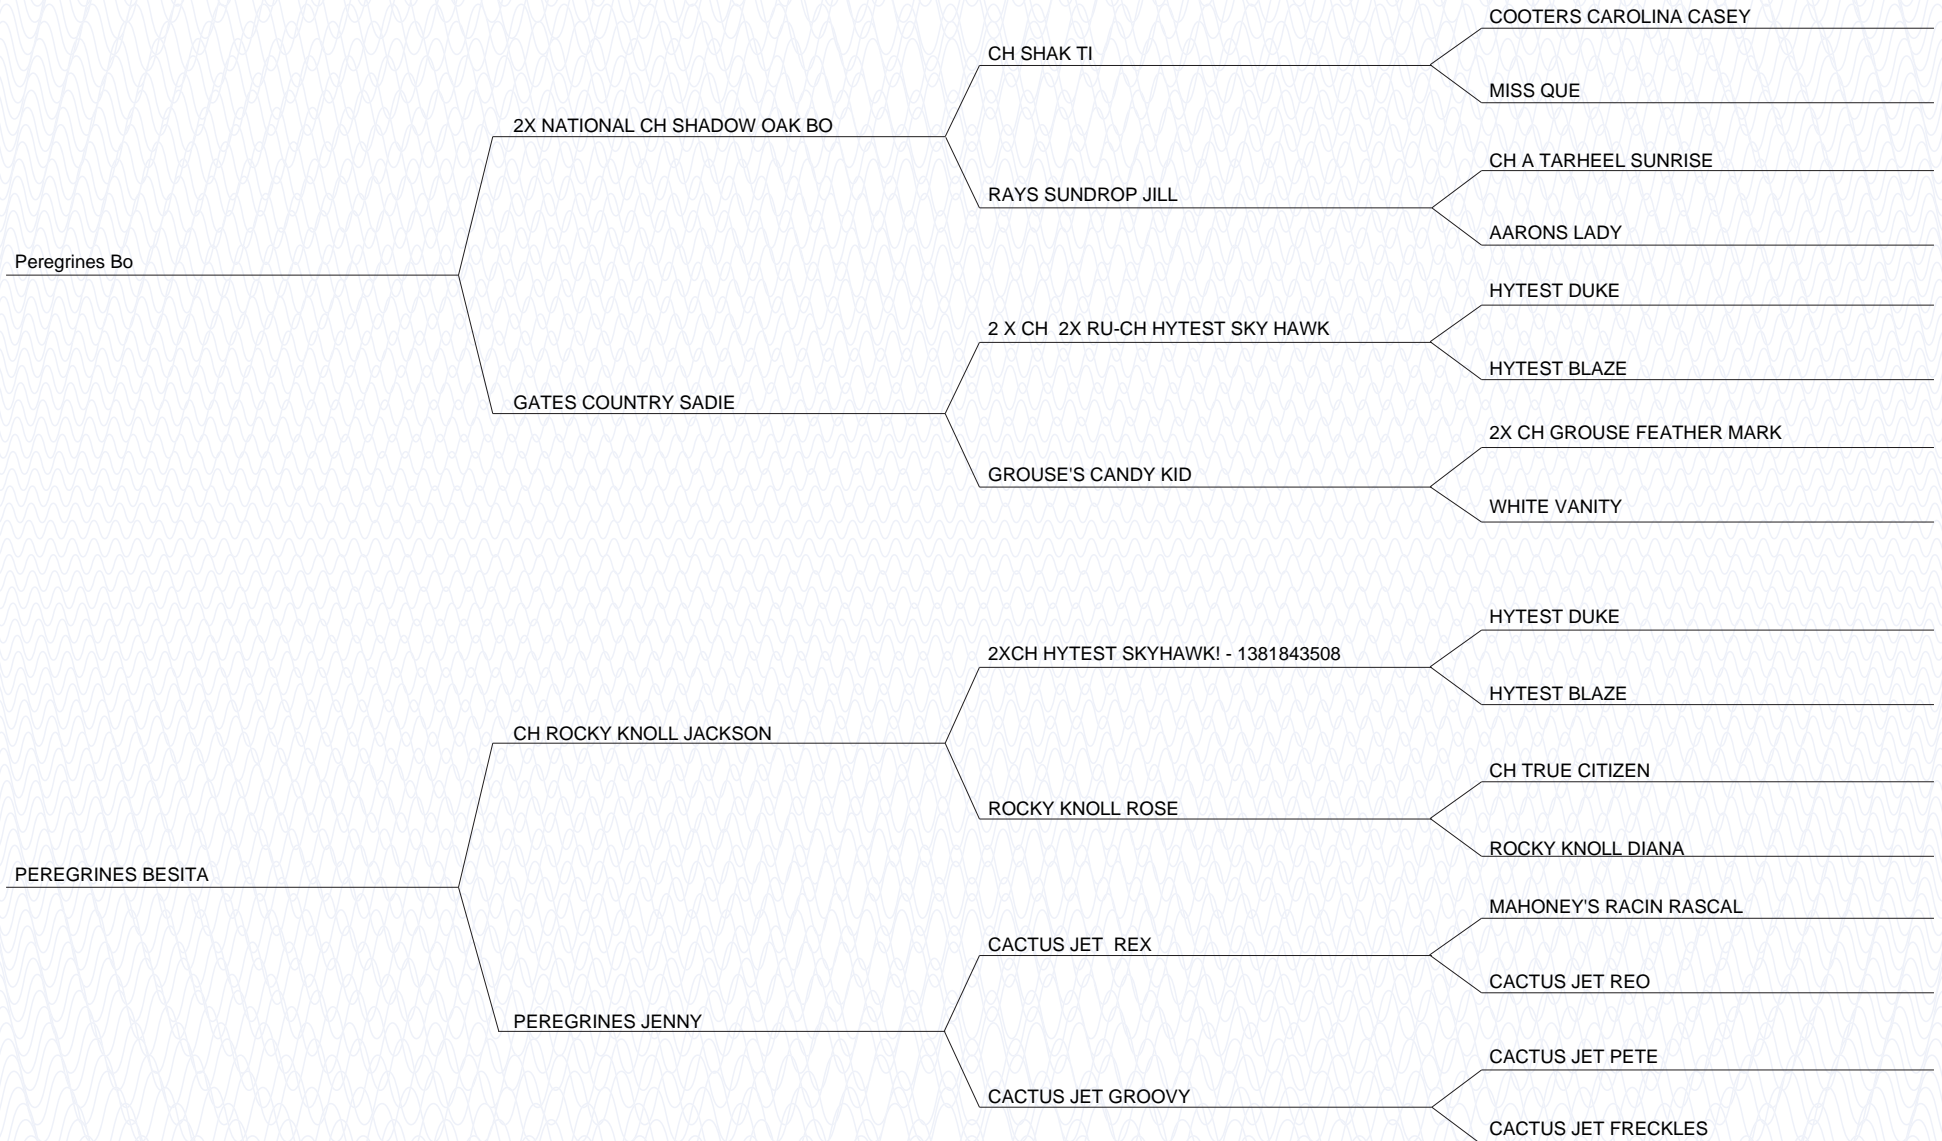 COOTERS CAROLINA CASEY
CH SHAK TI
MISS QUE
2X NATIONAL CH SHADOW OAK BO
CH A TARHEEL SUNRISE
RAYS SUNDROP JILL
AARONS LADY
Peregrines Bo
HYTEST DUKE
2 X CH  2X RU-CH HYTEST SKY HAWK
HYTEST BLAZE
GATES COUNTRY SADIE
2X CH GROUSE FEATHER MARK
GROUSE'S CANDY KID
WHITE VANITY
HYTEST DUKE
2XCH HYTEST SKYHAWK! - 1381843508
HYTEST BLAZE
CH ROCKY KNOLL JACKSON
CH TRUE CITIZEN
ROCKY KNOLL ROSE
ROCKY KNOLL DIANA
PEREGRINES BESITA
MAHONEY'S RACIN RASCAL
CACTUS JET  REX
CACTUS JET REO
PEREGRINES JENNY
CACTUS JET PETE
CACTUS JET GROOVY
CACTUS JET FRECKLES